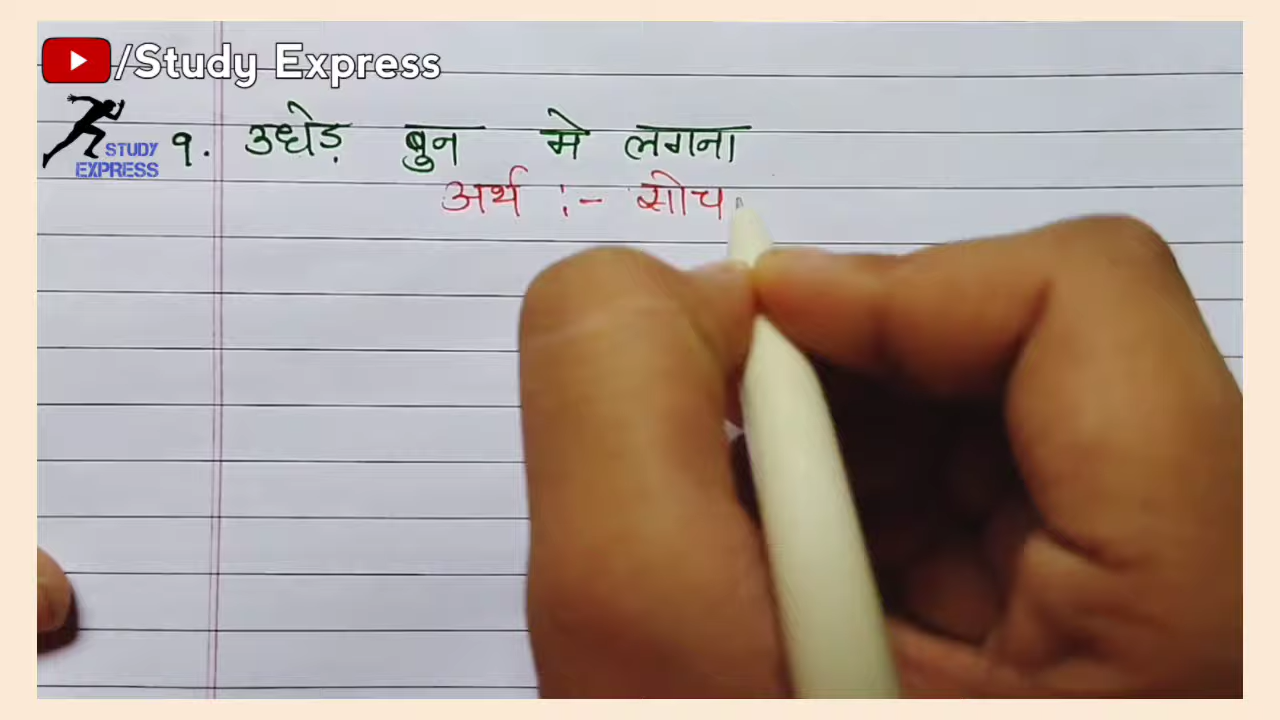 /Study Express
STUDY
EXPRESS
१. उधेड़ बुन मे लगना
अर्थ :- सोच